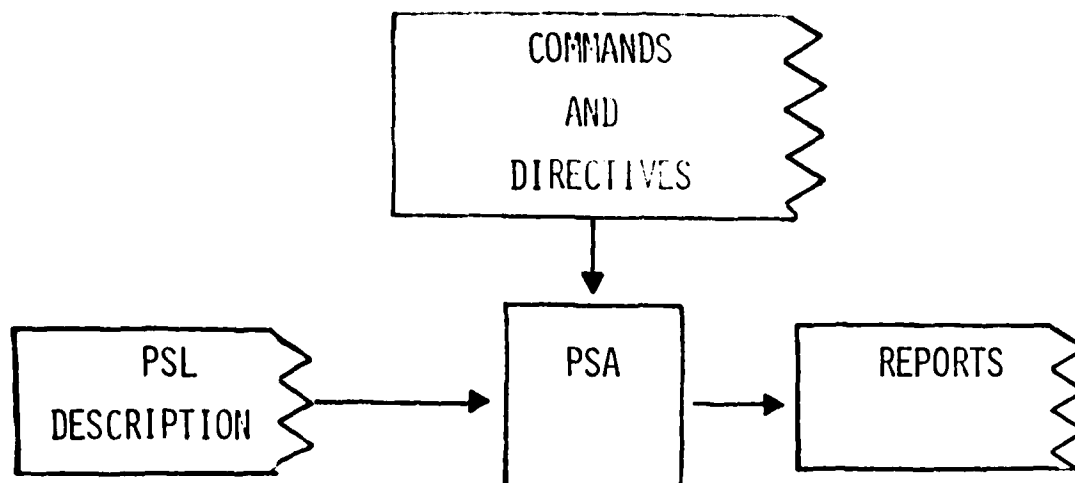 COMMANDS
AND
DIRECTIVES
PSL
DESCRIPTION
PSA
REPORTS